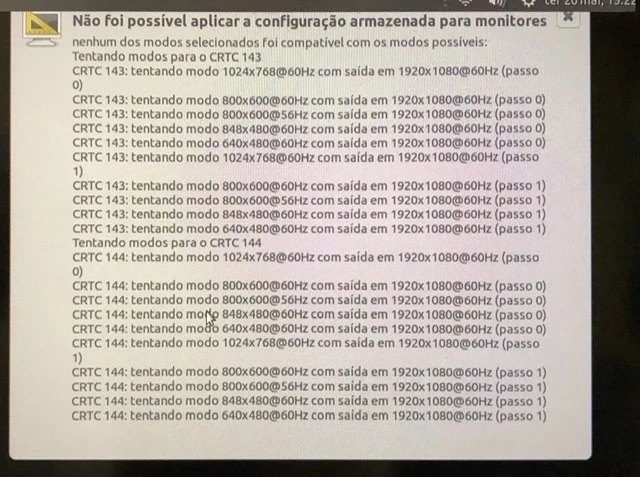 Não foi possível aplicar a configuração armazenada para monitores
nenhum dos modos selecionados foi compatível com os modos possíveis:
Tentando modos para o CRTC 143
CRTC 143: tentando modo 1024x768@60Hz com saída em 1920x1080@60Hz (passo
0)
CRTC 143: tentando modo 800x600@60Hz com saída em 1920x1080@60Hz (passo 0)
CRTC 143: tentando modo 800x600@56Hz com saída em 1920x1080@60Hz (passo 0)
CRTC 143: tentando modo 848x480@60Hz com saída em 1920x1080@60Hz (passo 0)
CRTC 143: tentando modo 640x480@60Hz com saída em 1920x1080@60Hz (passo 0)
CRTC 143: tentando modo 1024x768@60Hz com saída em 1920x1080@60Hz (passo
1)
CRTC 143: tentando modo 800x600@60Hz com saída em 1920x1080@60Hz (passo 1)
CRTC 143: tentando modo 800x600@56Hz com saída em 1920x1080@60Hz (passo 1)
CRTC 143: tentando modo 848x480@60Hz com saída em 1920x1080@60Hz (passo 1)
CRTC 143: tentando modo 640x480@60Hz com saída em 1920x1080@60Hz (passo 1)
Tentando modos para o CRTC 144
CRTC 144: tentando modo 1024x768@60Hz com saída em 1920x1080@60Hz (passo
0)
CRTC 144: tentando modo 800x600@60Hz com saída em 1920x1080@60Hz (passo 0)
CRTC 144: tentando modo 800x600@56Hz com saída em 1920x1080@60Hz (passo 0)
CRTC 144: tentando modo 848x480@60Hz com saída em 1920x1080@60Hz (passo 0)
CRTC 144: tentando modo 640x480@60Hz com saída em 1920x1080@60Hz (passo 0)
CRTC 144: tentando modo 1024x768@60Hz com saída em 1920x1080@60Hz (passo
1)
CRTC 144: tentando modo 800x600@60Hz com saída em 1920x1080@60Hz (passo 1)
CRTC 144: tentando modo 800x600@56Hz com saída em 1920x1080@60Hz (passo 1)
CRTC 144: tentando modo 848x480@60Hz com saída em 1920x1080@60Hz (passo 1)
CRTC 144: tentando modo 640x480@60Hz com saída em 1920x1080@60Hz (passo 1)